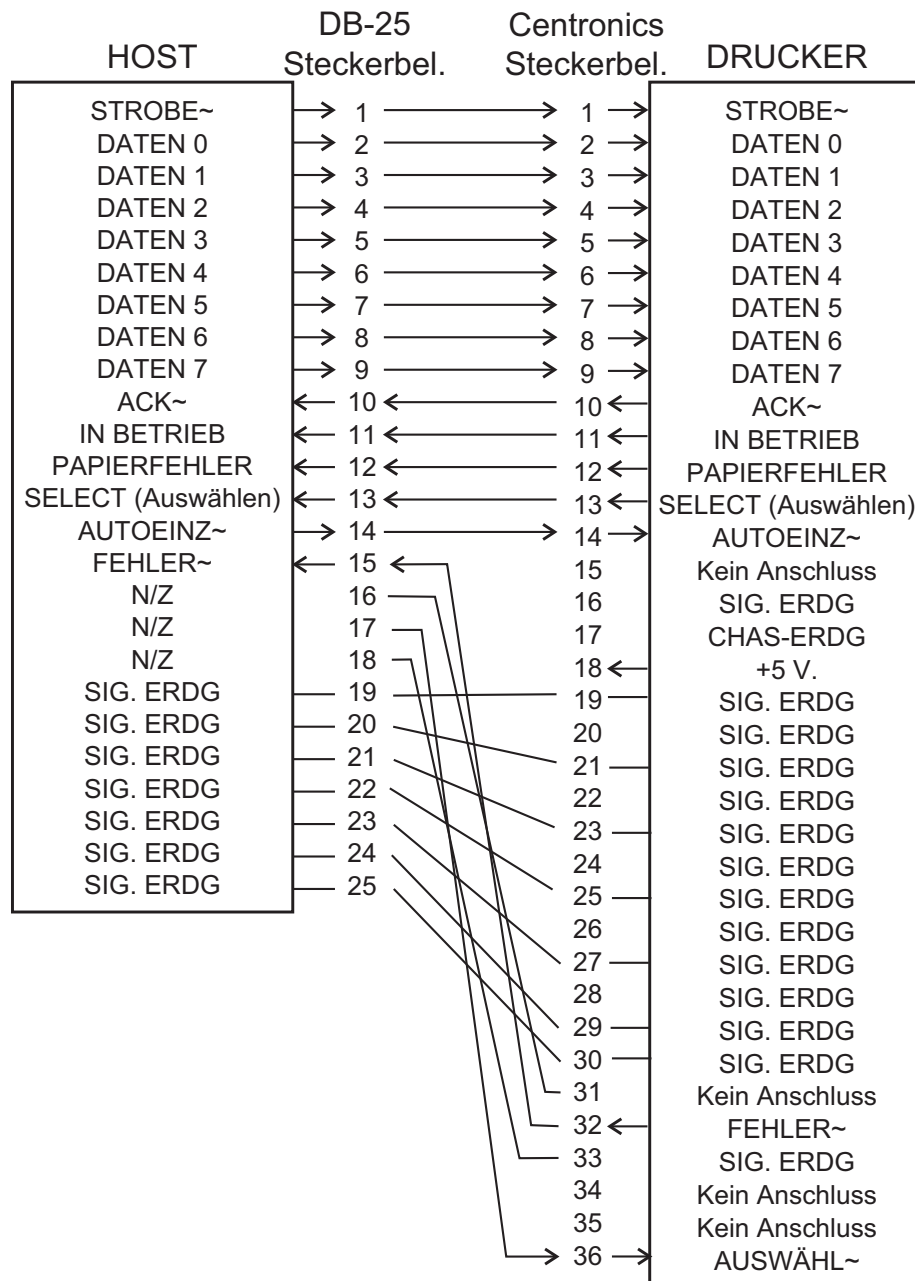 DB-25 Centronics
HOST Steckerbel. Steckerbel. DRUCKER
STROBE~ 1 1 STROBE~
DATEN 0 2 2 DATEN 0
DATEN 1 3 3 DATEN 1
DATEN 2 4 4 DATEN 2
DATEN 3 5 5 DATEN 3
DATEN 4 6 6 DATEN 4
DATEN 5 7 7 DATEN 5
DATEN 6 8 8 DATEN 6
DATEN 7 9 9 DATEN 7
ACK~ 10 10 ACK~
IN BETRIEB 11 11 IN BETRIEB
PAPIERFEHLER 12 12 PAPIERFEHLER
SELECT (Auswählen) 13 13 SELECT (Auswählen)
AUTOEINZ~ 14 14 AUTOEINZ~
FEHLER~ 15 15 Kein Anschluss
N/Z 16 16 SIG. ERDG
N/Z 17 17 CHAS-ERDG
N/Z 18 18 +5 V.
SIG. ERDG 19 19 SIG. ERDG
SIG. ERDG 20 20 SIG. ERDG
SIG. ERDG 21 21 SIG. ERDG
SIG. ERDG 22 22 SIG. ERDG
SIG. ERDG 23 23 SIG. ERDG
SIG. ERDG 24 24 SIG. ERDG
SIG. ERDG 25 25 SIG. ERDG
26 SIG. ERDG
27 SIG. ERDG
28 SIG. ERDG
29 SIG. ERDG
30 SIG. ERDG
31 Kein Anschluss
32 FEHLER~
33 SIG. ERDG
34 Kein Anschluss
35 Kein Anschluss
36 AUSWÄHL~